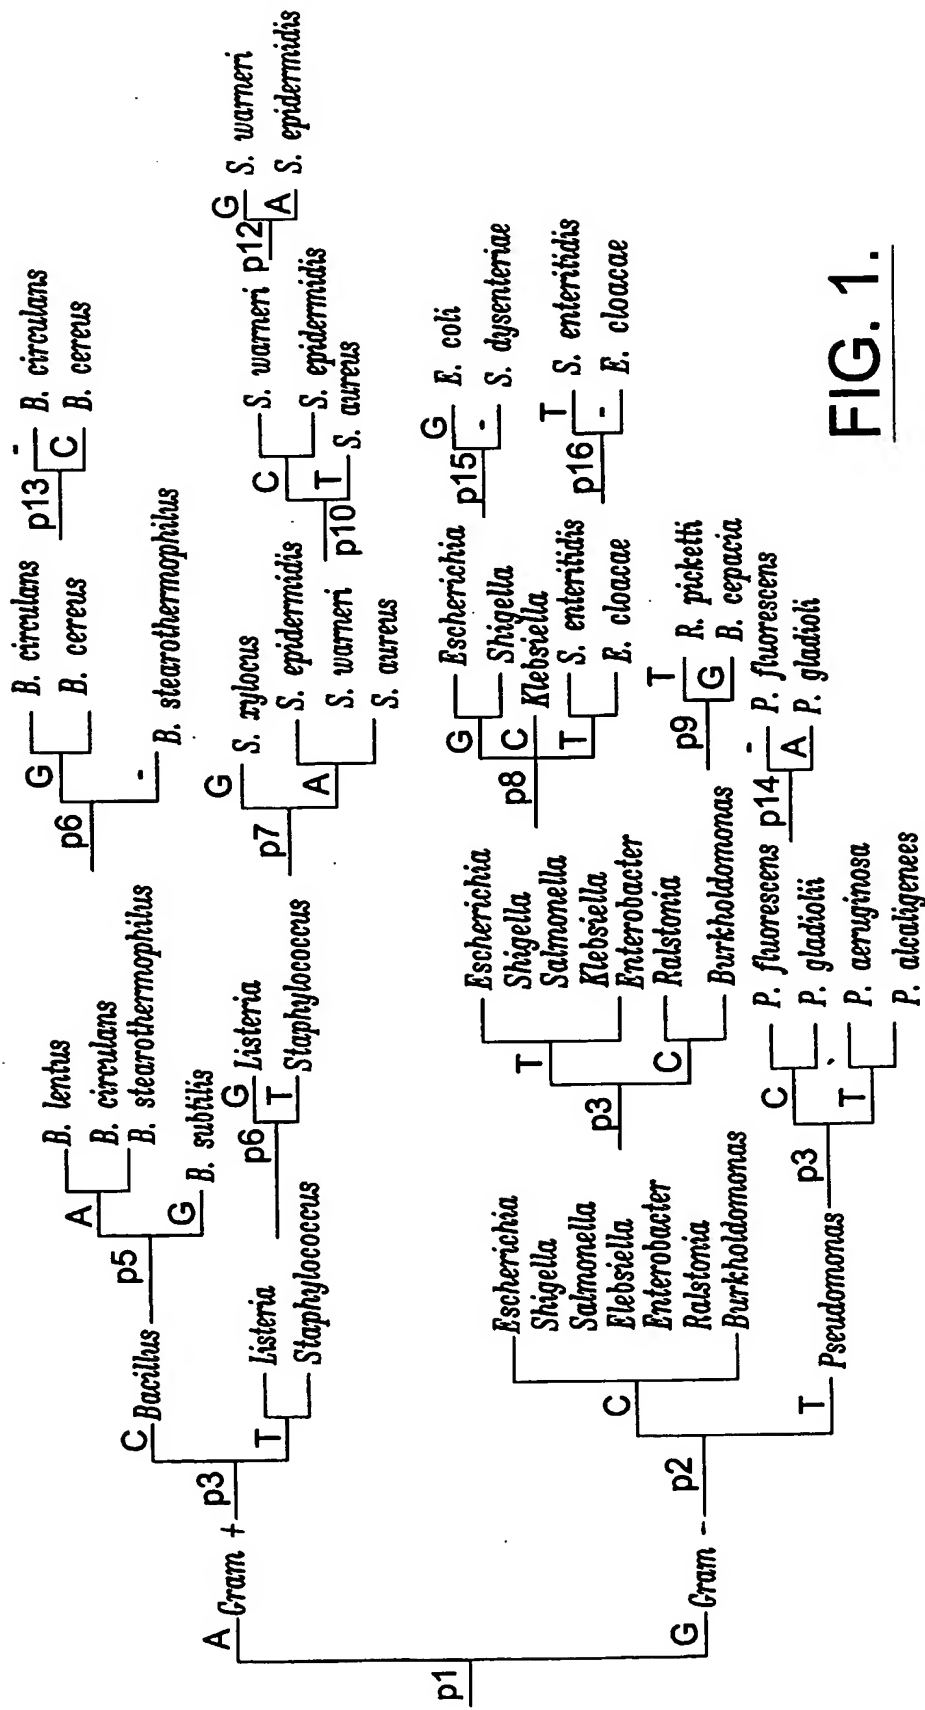 p1
A
Gram +
G
Gram -
p3
C
Bacillus
T
Listeria
Staphylococcus
p5
A
B. lentus
B. circulans
B. stearothermophilus
G
B. subtilis
p6
G
Listeria
T
Staphylococcus
p6
G
B. circulans
B. cereus
-
B. stearothermophilus
p13
-
B. circulans
C
B. cereus
p7
G
S. xylocus
A
S. epidermidis
S. warneri
S. aureus
p10
C
S. warneri
S. epidermidis
T
S. aureus
p12
G
S. warneri
A
S. epidermidis
p2
C
Escherichia
Shigella
Salmonella
Elebsiella
Enterobacter
Ralstonia
Burkholdomonas
T
Pseudomonas
p3
T
Escherichia
Shigella
Salmonella
Klebsiella
Enterobacter
C
Ralstonia
Burkholdomonas
p8
G
Escherichia
Shigella
C
Klebsiella
T
S. enteritidis
E. cloacae
p15
G
E. coli
-
S. dysenteriae
p16
T
S. enteritidis
-
E. cloacae
p9
T
R. picketti
G
B. cepacia
p3
C
P. fluorescens
P. gladiolii
T
P. aeruginosa
P. alcaligenees
p14
-
P. fluorescens
A
P. gladioli
FIG. 1.